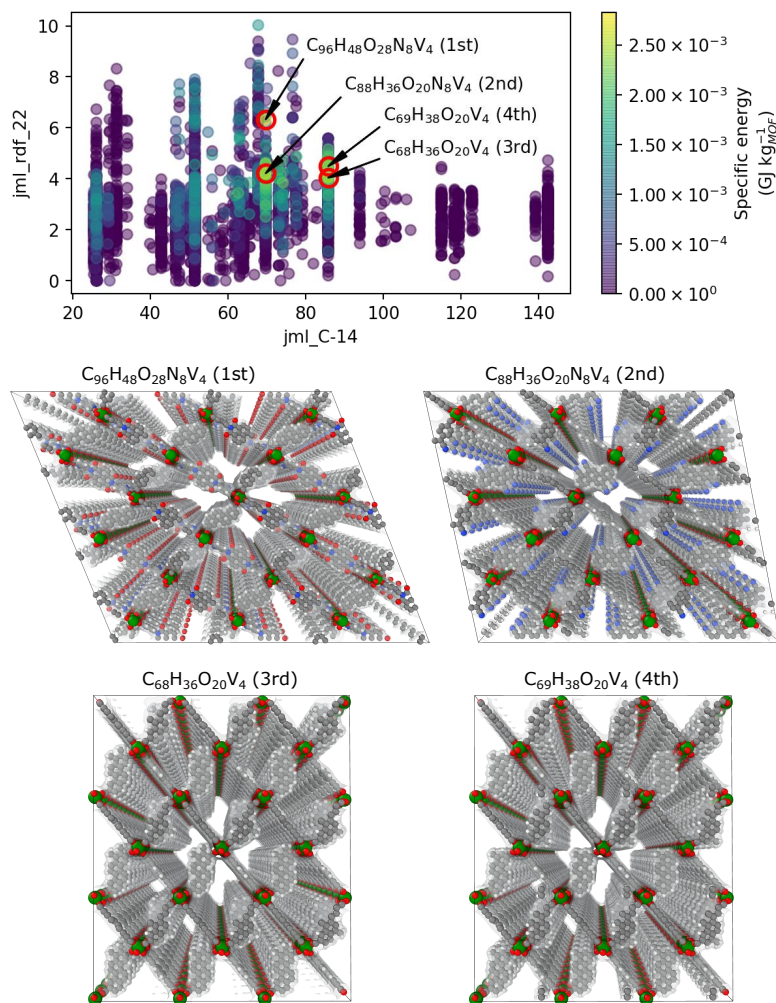 10
8
6
4
2
0
jml_rdf_22
C₉₆H₄₈O₂₈N₈V₄ (1st)
C₈₈H₃₆O₂₀N₈V₄ (2nd)
C₆₉H₃₈O₂₀V₄ (4th)
C₆₈H₃₆O₂₀V₄ (3rd)
20 40 60 80 100 120 140
jml_C-14
2.50 × 10⁻³
2.00 × 10⁻³
1.50 × 10⁻³
1.00 × 10⁻³
5.00 × 10⁻⁴
0.00 × 10⁰
Specific energy
(GJ kg⁻¹_MOF)
C₉₆H₄₈O₂₈N₈V₄ (1st)
C₈₈H₃₆O₂₀N₈V₄ (2nd)
C₆₈H₃₆O₂₀V₄ (3rd)
C₆₉H₃₈O₂₀V₄ (4th)